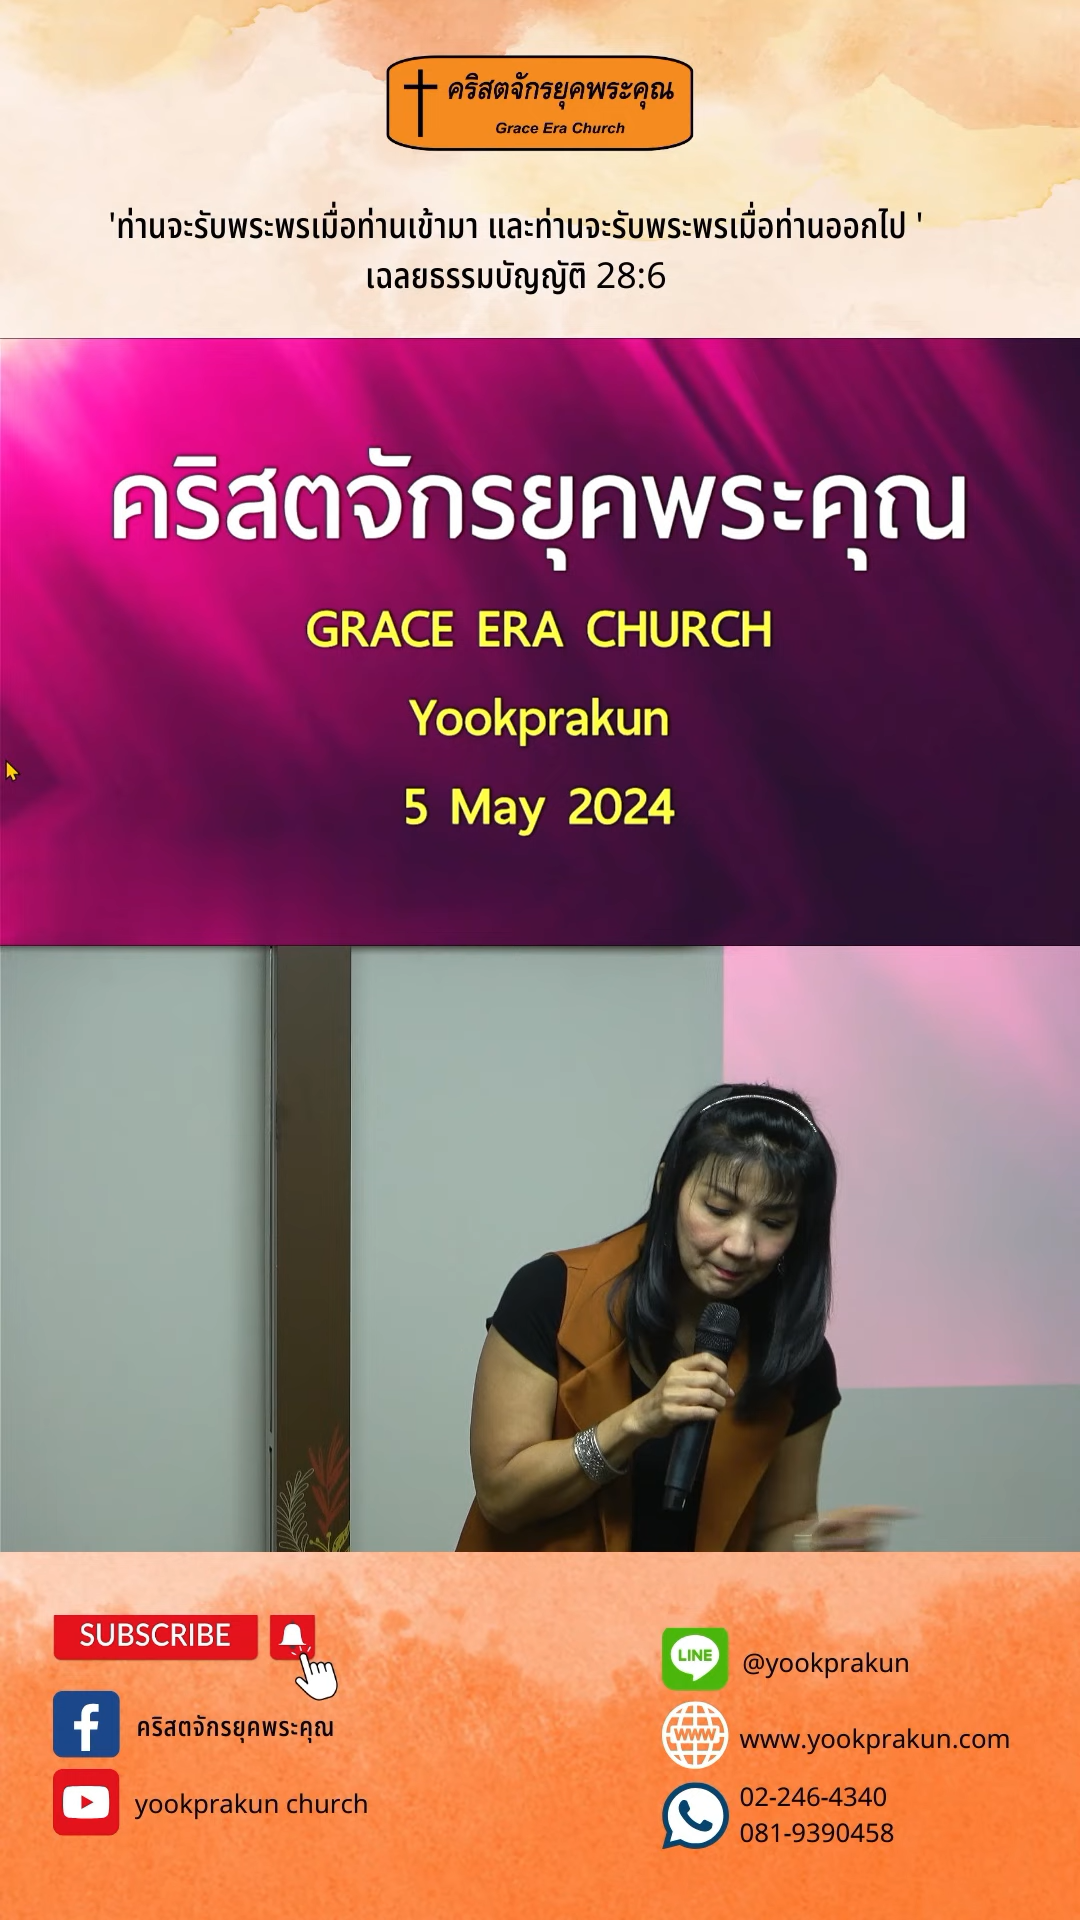 คริสตจักรยุคพระคุณ
Grace Era Church
'ท่านจะรับพระพรเมื่อท่านเข้ามา และท่านจะรับพระพรเมื่อท่านออกไป '
เฉลยธรรมบัญญัติ 28:6
คริสตจักรยุคพระคุณ
GRACE ERA CHURCH
Yookprakun
5 May 2024
SUBSCRIBE
คริสตจักรยุคพระคุณ
yookprakun church
LINE
@yookprakun
WWW
www.yookprakun.com
02-246-4340
081-9390458